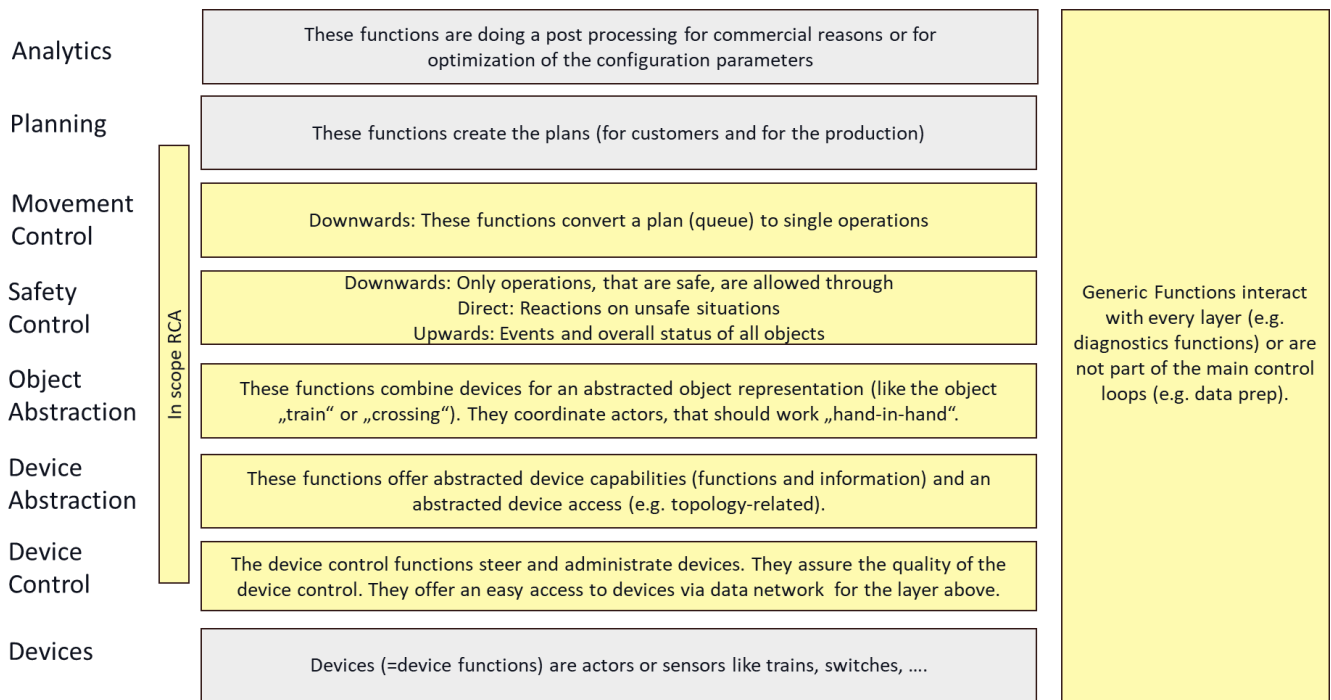 Analytics
These functions are doing a post processing for commercial reasons or for
optimization of the configuration parameters
Planning
These functions create the plans (for customers and for the production)
Movement
Control
Downwards: These functions convert a plan (queue) to single operations
Safety
Control
Downwards: Only operations, that are safe, are allowed through
Direct: Reactions on unsafe situations
Upwards: Events and overall status of all objects
Object
Abstraction
These functions combine devices for an abstracted object representation (like the object
„train“ or „crossing“). They coordinate actors, that should work „hand-in-hand“.
Device
Abstraction
These functions offer abstracted device capabilities (functions and information) and an
abstracted device access (e.g. topology-related).
Device
Control
The device control functions steer and administrate devices. They assure the quality of the
device control. They offer an easy access to devices via data network for the layer above.
Devices
Devices (=device functions) are actors or sensors like trains, switches, ….
In scope RCA
Generic Functions interact
with every layer (e.g.
diagnostics functions) or are
not part of the main control
loops (e.g. data prep).